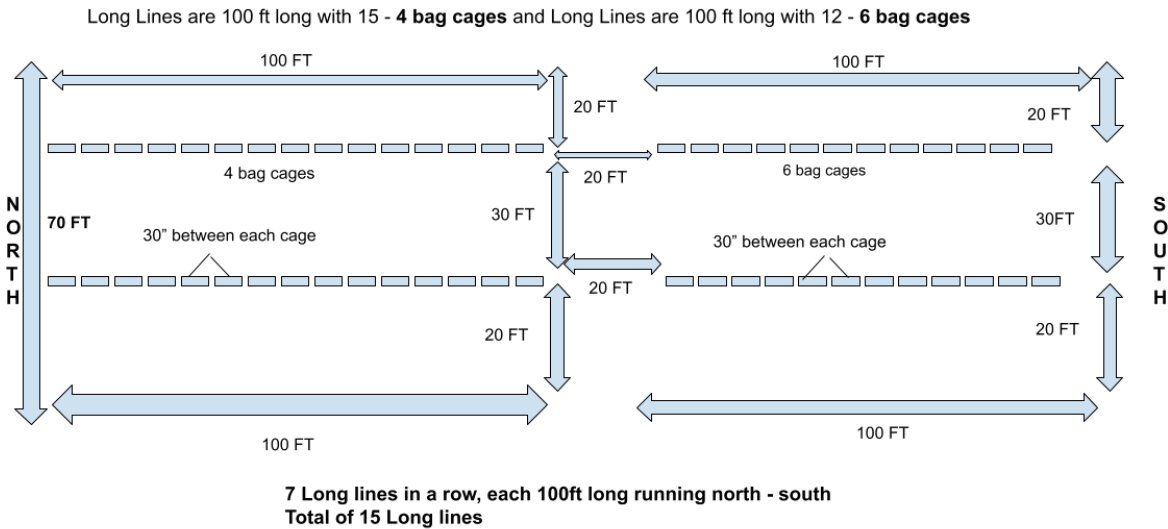 Long Lines are 100 ft long with 15 - 4 bag cages and Long Lines are 100 ft long with 12 - 6 bag cages
100 FT
100 FT
20 FT
20 FT
4 bag cages
20 FT
6 bag cages
NORTH
70 FT
30 FT
30FT
SOUTH
30” between each cage
30” between each cage
20 FT
20 FT
20 FT
100 FT
100 FT
7 Long lines in a row, each 100ft long running north - south
Total of 15 Long lines